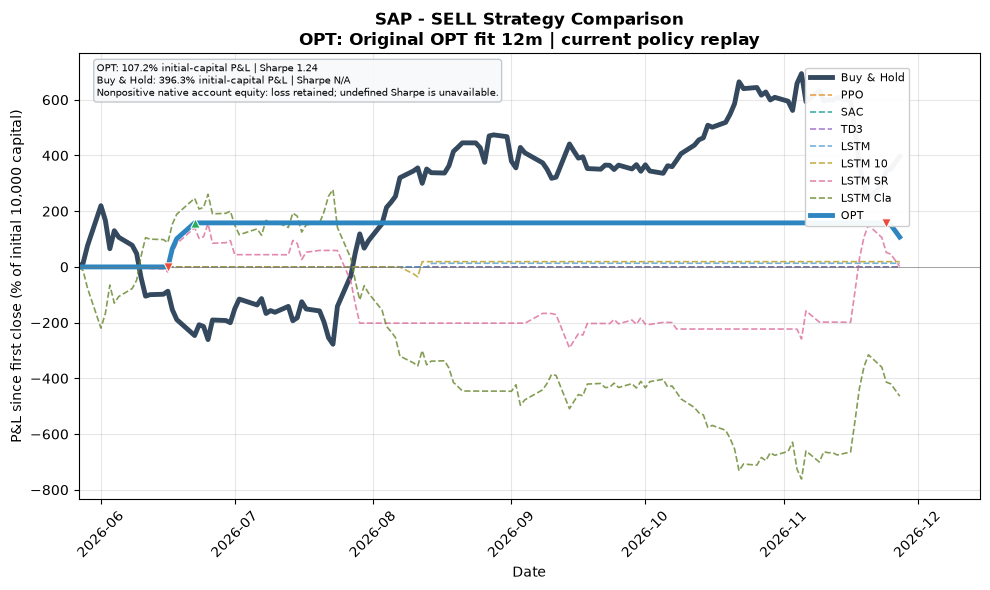 SAP - SELL Strategy Comparison
OPT: Original OPT fit 12m | current policy replay
OPT: 107.2% initial-capital P&L | Sharpe 1.24
Buy & Hold: 396.3% initial-capital P&L | Sharpe N/A
Nonpositive native account equity: loss retained; undefined Sharpe is unavailable.
Buy & Hold
PPO
SAC
TD3
LSTM
LSTM 10
LSTM SR
LSTM Cla
OPT
P&L since first close (% of initial 10,000 capital)
600
400
200
0
−200
−400
−600
−800
2026-06
2026-07
2026-08
2026-09
2026-10
2026-11
2026-12
Date